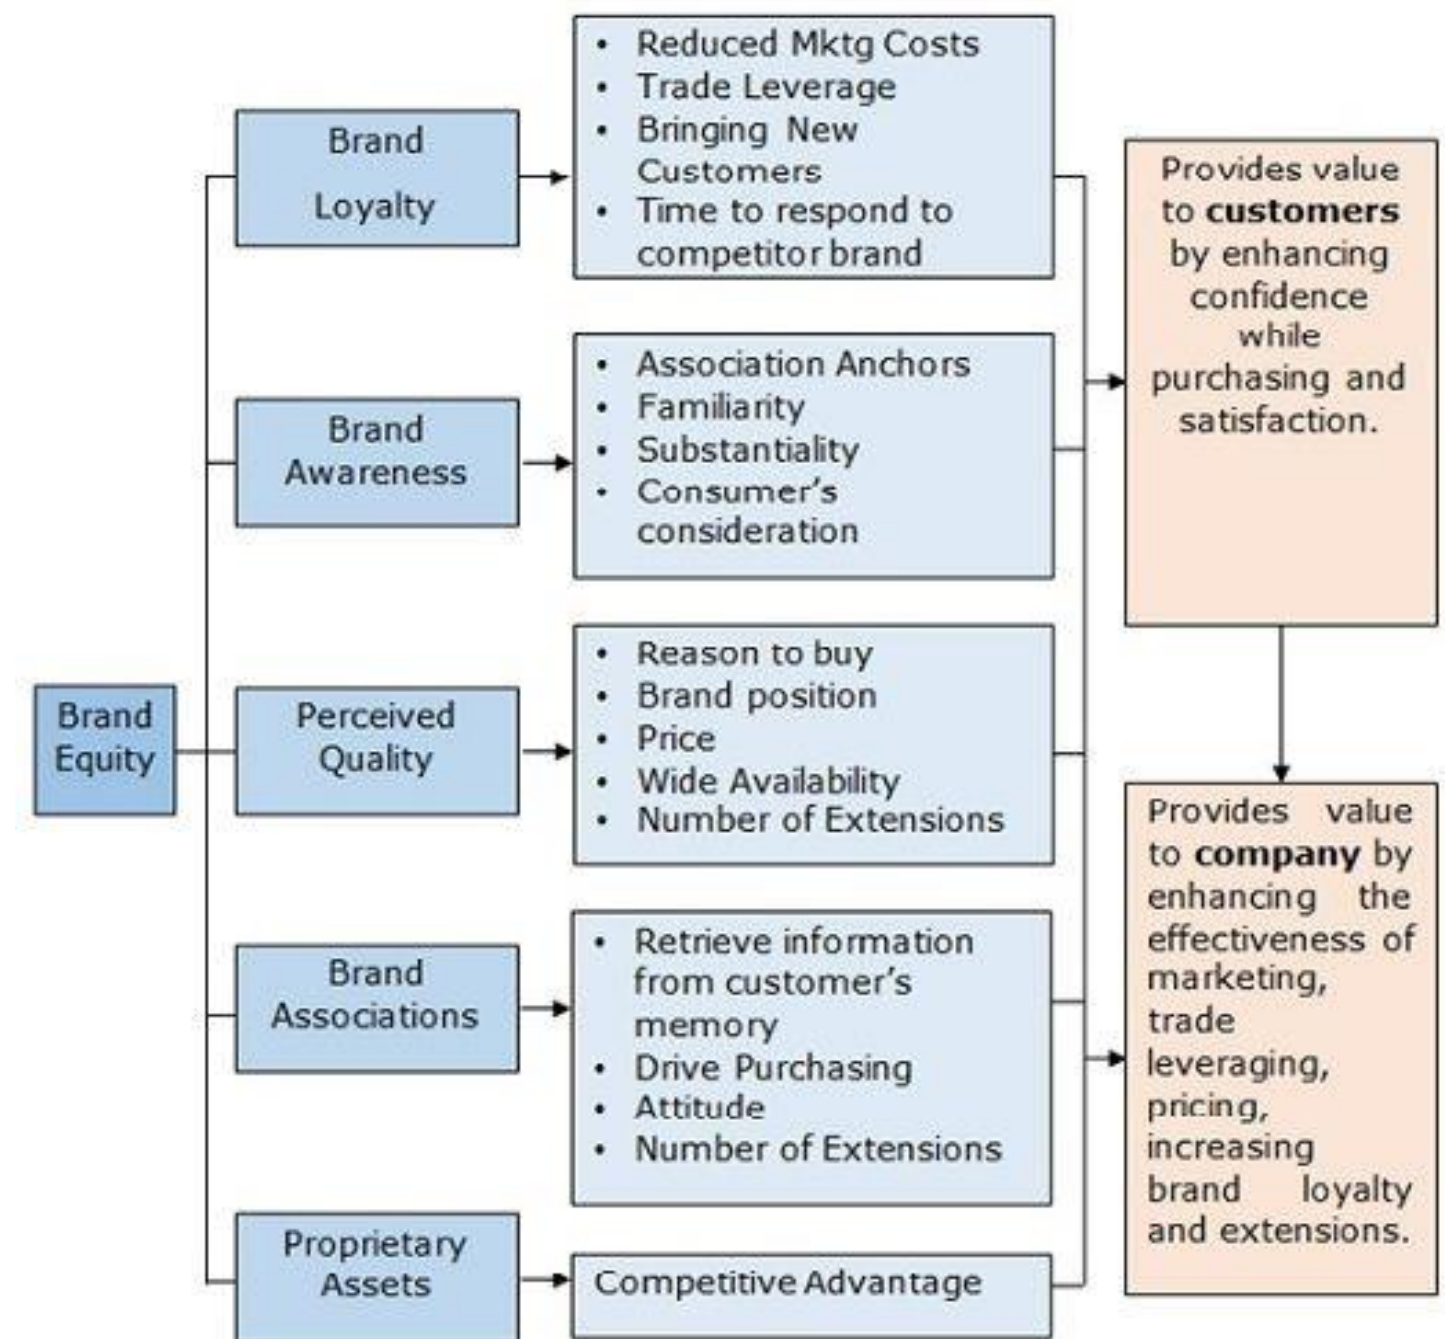 Brand
Equity
Brand
Loyalty
• Reduced Mktg Costs
• Trade Leverage
• Bringing New
Customers
• Time to respond to
competitor brand
Brand
Awareness
• Association Anchors
• Familiarity
• Substantiality
• Consumer's
consideration
Perceived
Quality
• Reason to buy
• Brand position
• Price
• Wide Availability
• Number of Extensions
Brand
Associations
• Retrieve information
from customer's
memory
• Drive Purchasing
• Attitude
• Number of Extensions
Proprietary
Assets
Competitive Advantage
Provides value
to customers
by enhancing
confidence
while
purchasing and
satisfaction.
Provides value
to company by
enhancing the
effectiveness of
marketing,
trade
leveraging,
pricing,
increasing
brand loyalty
and extensions.